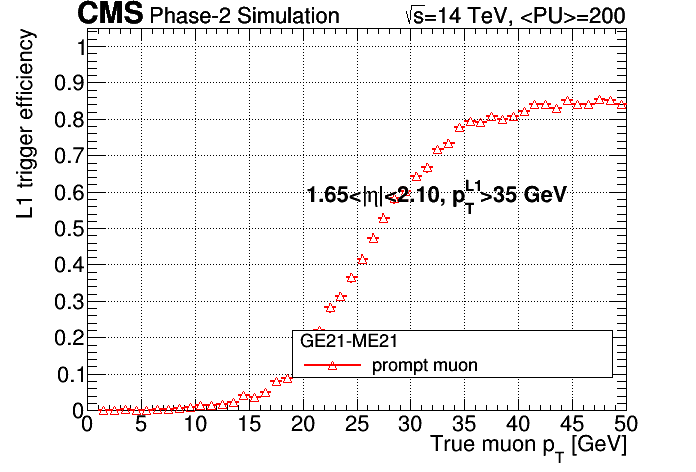 CMS Phase-2 Simulation √s=14 TeV, <PU>=200
L1 trigger efficiency
1
0.9
0.8
0.7
0.6
0.5
0.4
0.3
0.2
0.1
0
1.65<|η|<2.10, p_T^L1>35 GeV
GE21-ME21
prompt muon
0 5 10 15 20 25 30 35 40 45 50
True muon p_T [GeV]